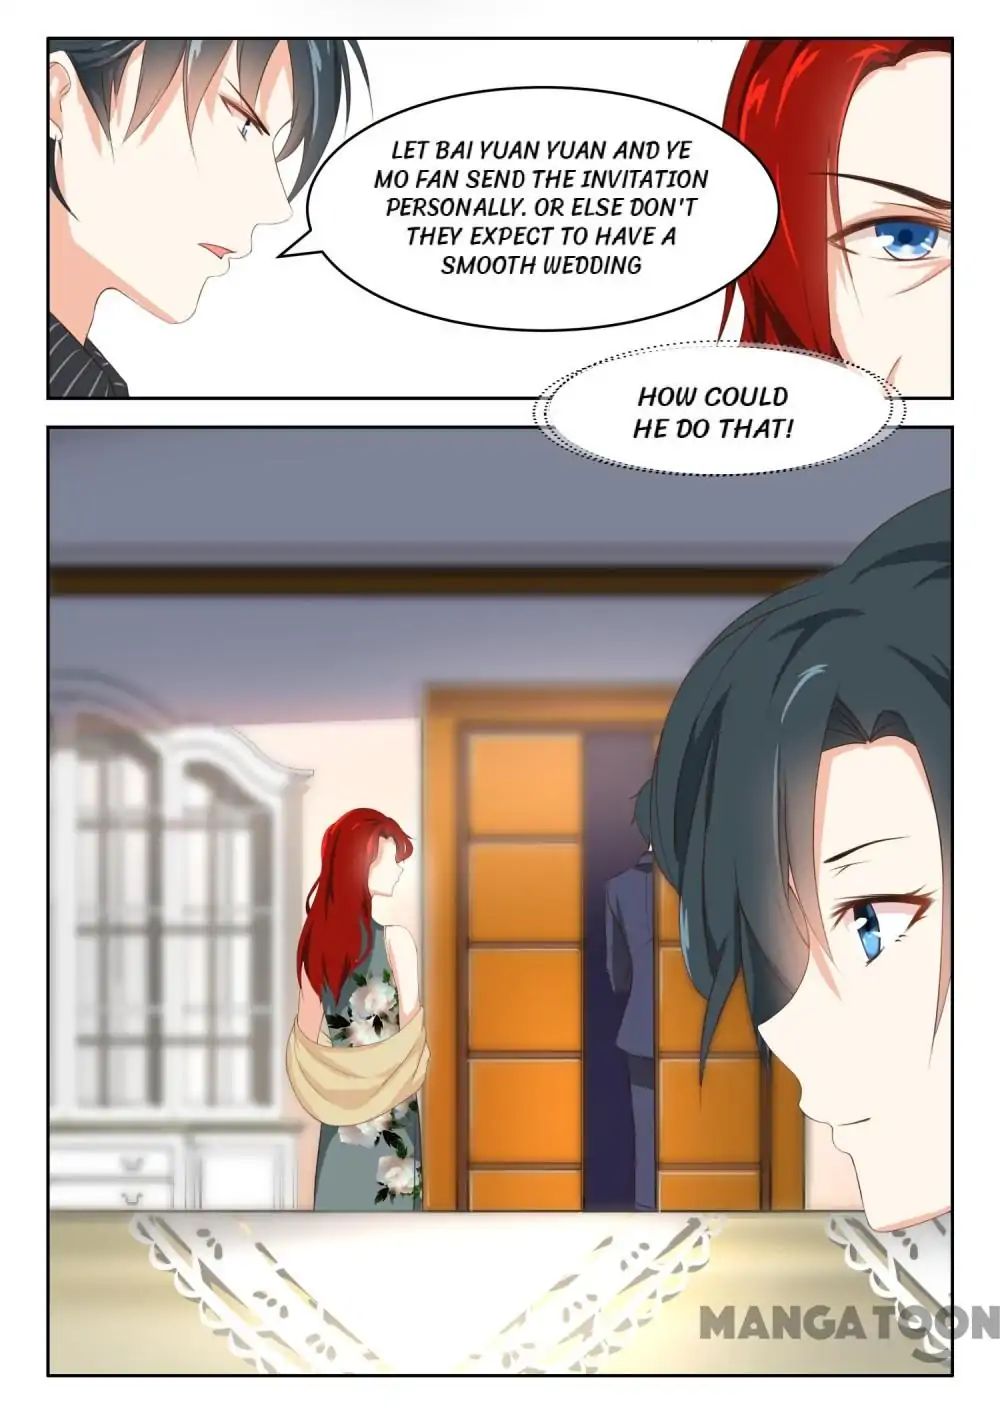 LET BAI YUAN YUAN AND YE
MO FAN SEND THE INVITATION
PERSONALLY. OR ELSE DON'T
THEY EXPECT TO HAVE A
SMOOTH WEDDING
HOW COULD
HE DO THAT!
MANGATOON